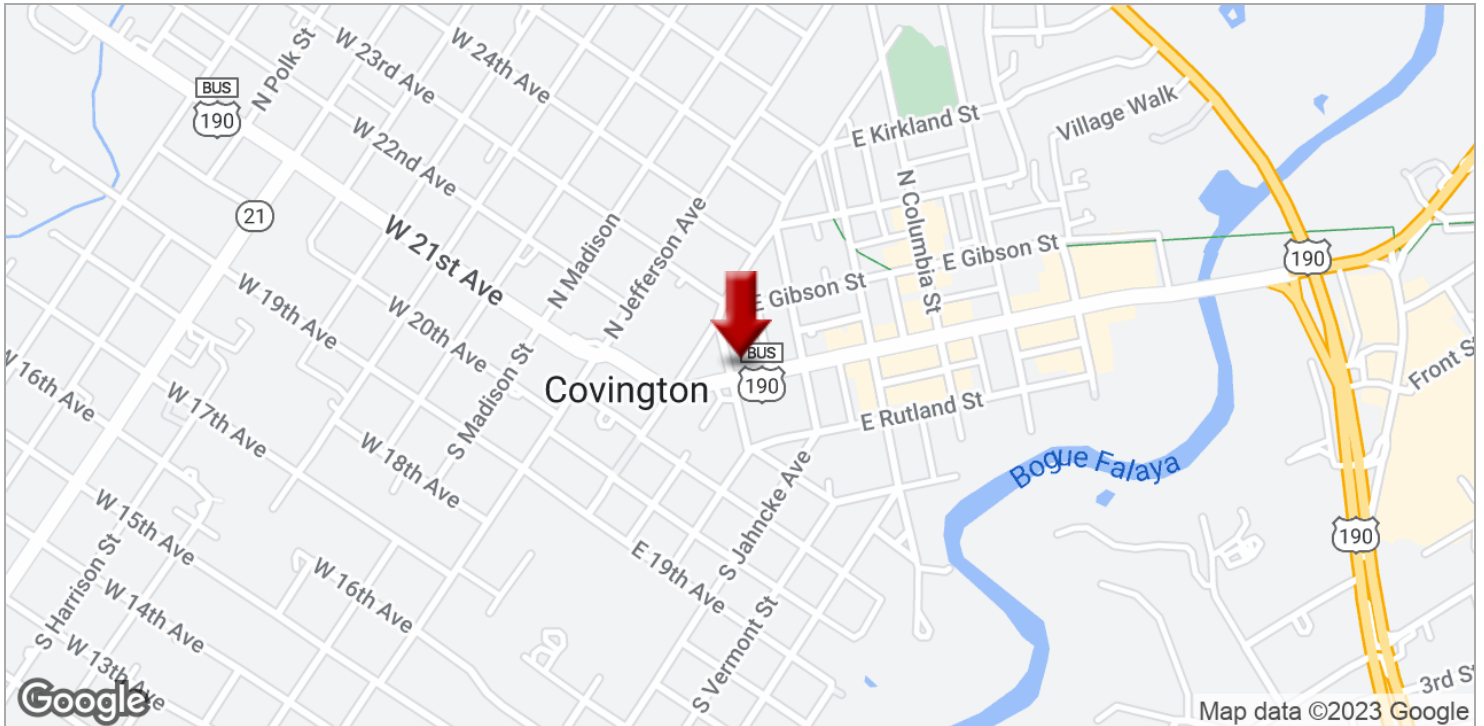 W 24th Ave
N Polk St
W 23rd Ave
BUS
190
W 22nd Ave
E Kirkland St
Village Walk
N Columbia St
21
W 21st Ave
N Madison
N Jefferson Ave
E Gibson St
190
E Gibson St
W 19th Ave
W 20th Ave
BUS
190
Covington
S Madison St
W 16th Ave
W 17th Ave
Front St
E Rutland St
W 18th Ave
Bogue Falaya
W 15th Ave
S Jahncke Ave
190
E 19th Ave
S Harrison St
W 16th Ave
W 14th Ave
S Vermont St
W 13th Ave
3rd St
Google
Map data ©2023 Google